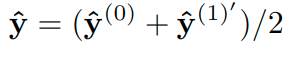 ŷ = (ŷ⁽⁰⁾ + ŷ⁽¹⁾′)/2